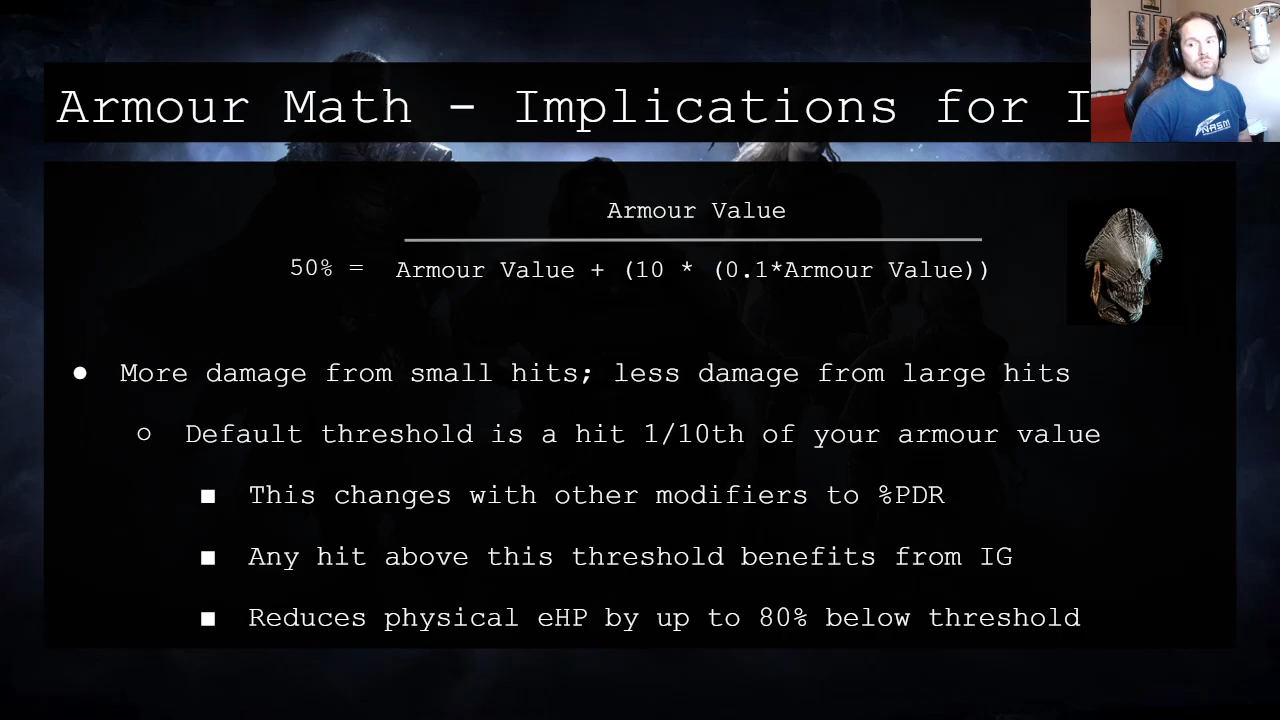 Armour Math - Implications for I
Armour Value
50% =
Armour Value + (10 * (0.1*Armour Value))
● More damage from small hits; less damage from large hits
○ Default threshold is a hit 1/10th of your armour value
■ This changes with other modifiers to %PDR
■ Any hit above this threshold benefits from IG
■ Reduces physical eHP by up to 80% below threshold
NASM